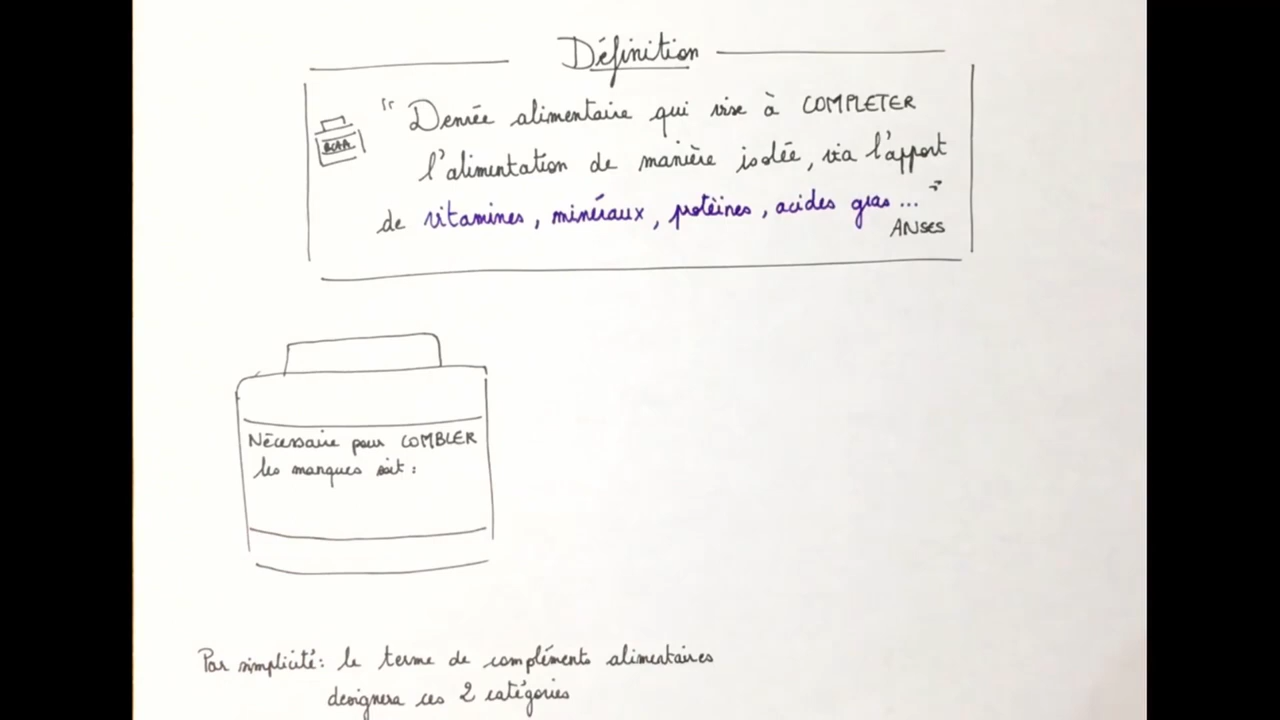 Définition
" Denrée alimentaire qui vise à COMPLETER
BCAA
l'alimentation de manière isolée, via l'apport
de vitamines, minéraux, protéines, acides gras ... "
ANSES
Nécessaire pour COMBLER
les manques soit :
Par simplicité : le terme de compléments alimentaires
designera ces 2 catégories